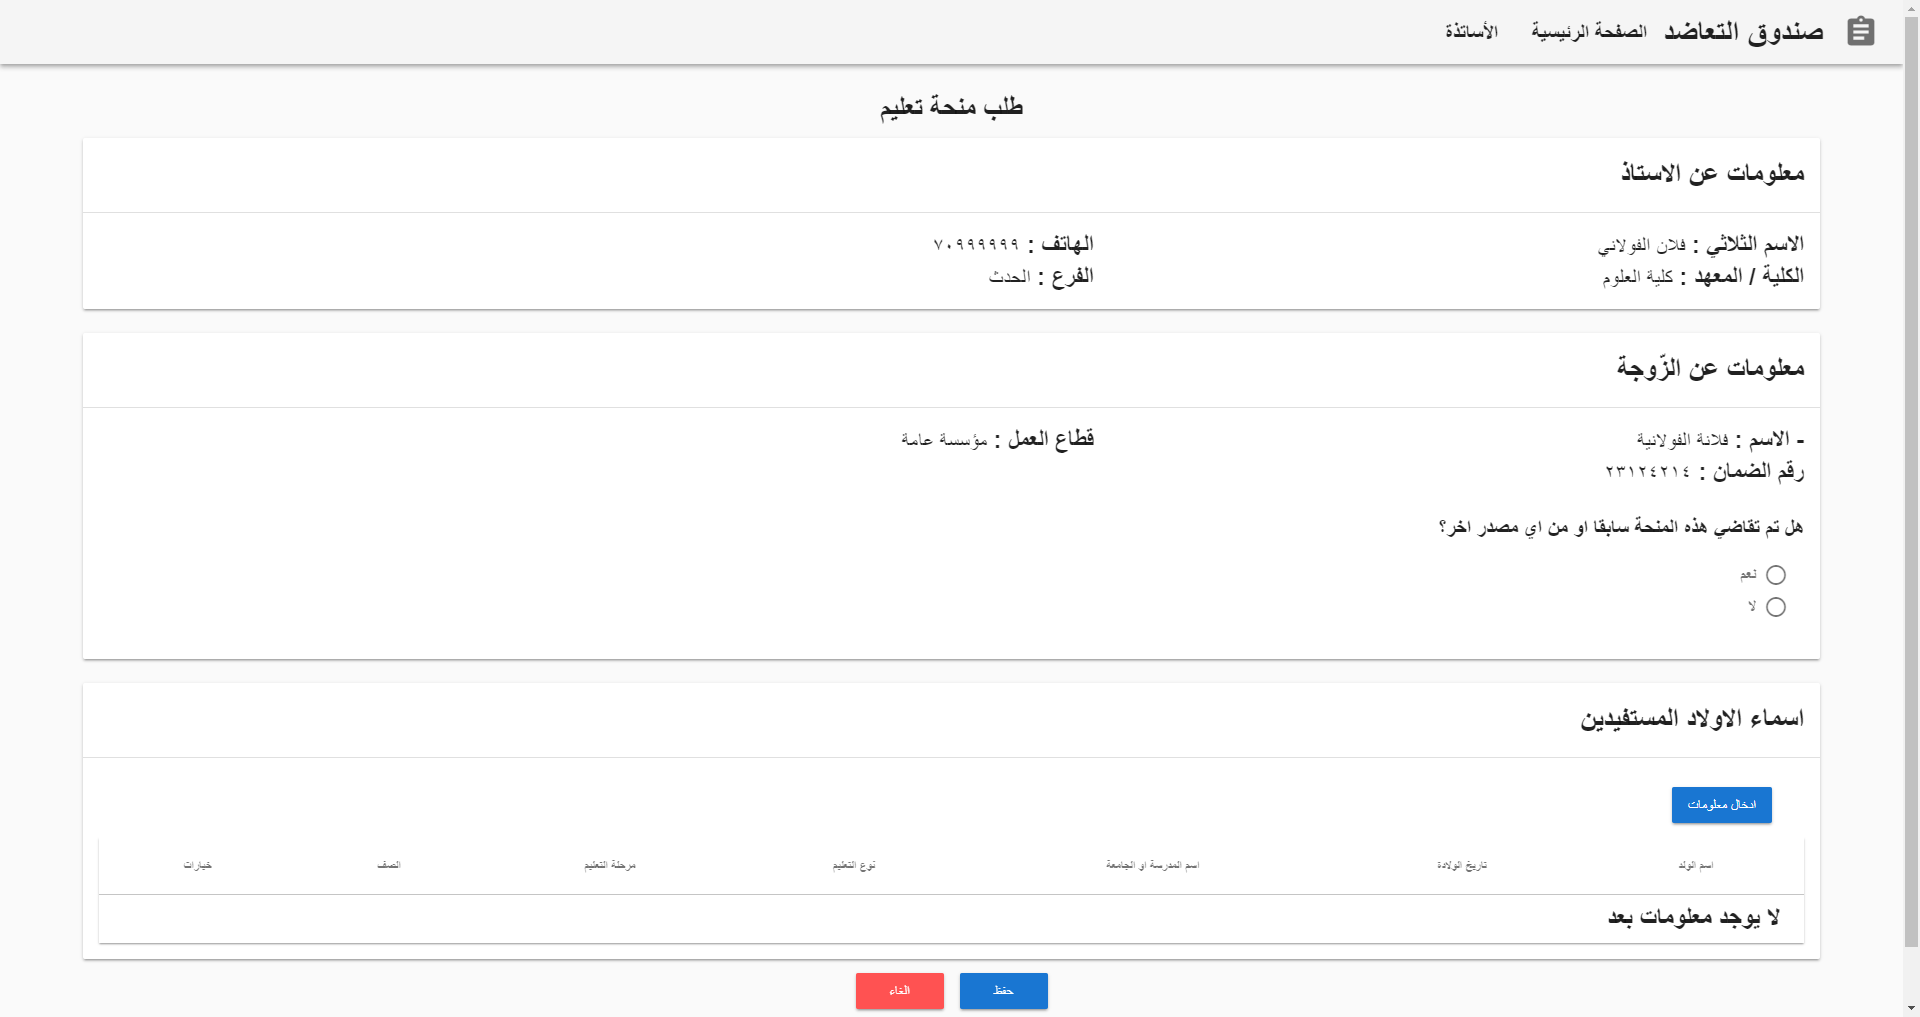 صندوق التعاضد الصفحة الرئيسية الأساتذة
طلب منحة تعليم
معلومات عن الاستاذ
الاسم الثلاثي : فلان الفولاني الهاتف : ٧٠٩٩٩٩٩٩
الكلية / المعهد : كلية العلوم الفرع : الحدث
معلومات عن الزّوجة
- الاسم : فلانة الفولانية قطاع العمل : مؤسسة عامة
رقم الضمان : ٢٣١٢٤٢١٤
هل تم تقاضي هذه المنحة سابقا او من اي مصدر اخر؟
نعم
لا
اسماء الاولاد المستفيدين
ادخال معلومات
اسم الولد تاريخ الولادة اسم المدرسة او الجامعة نوع التعليم مرحلة التعليم الصف خيارات
لا يوجد معلومات بعد
حفظ الغاء